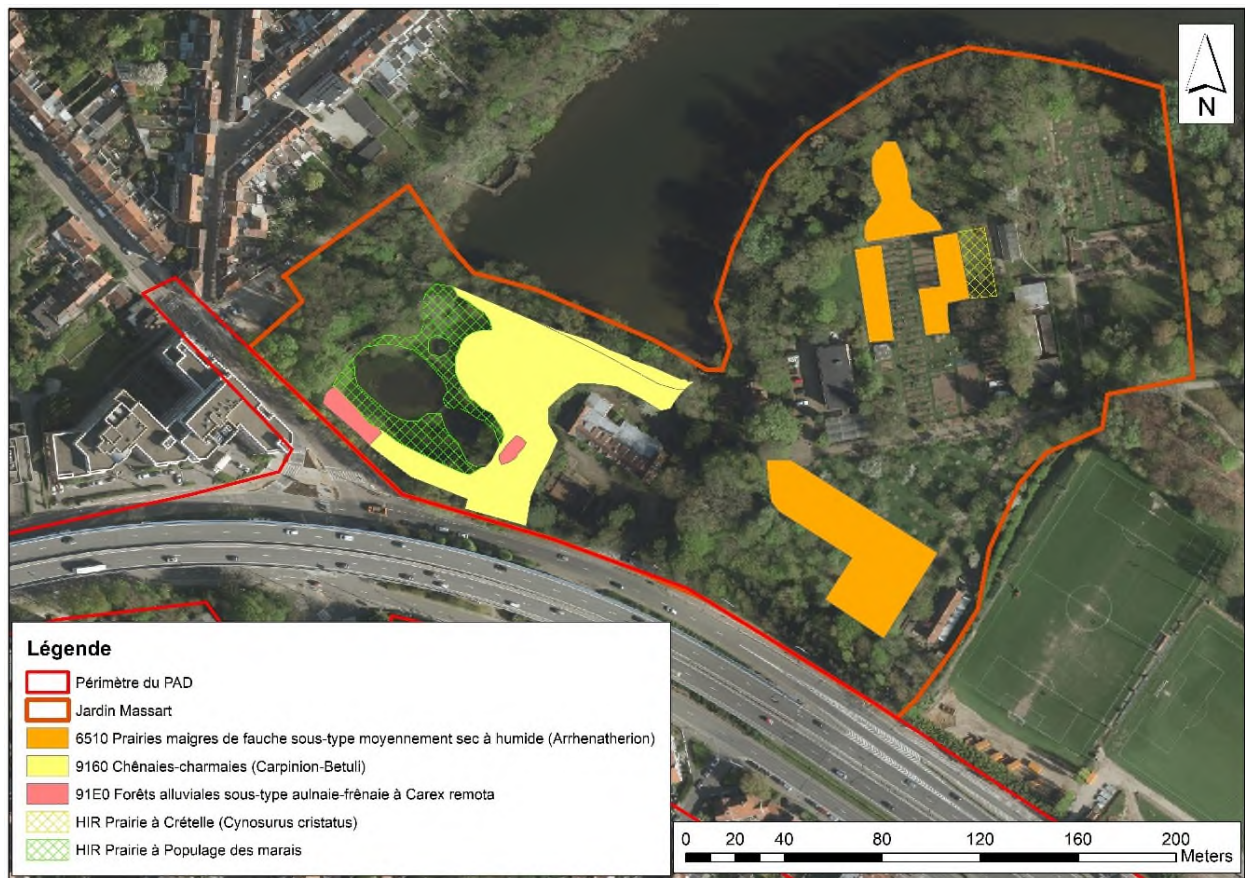 N
Légende
Périmètre du PAD
Jardin Massart
6510 Prairies maigres de fauche sous-type moyennement sec à humide (Arrhenatherion)
9160 Chênaies-charmaies (Carpinion-Betuli)
91E0 Forêts alluviales sous-type aulnaie-frênaie à Carex remota
HIR Prairie à Crételle (Cynosurus cristatus)
HIR Prairie à Populage des marais
0 20 40 80 120 160 200
Meters